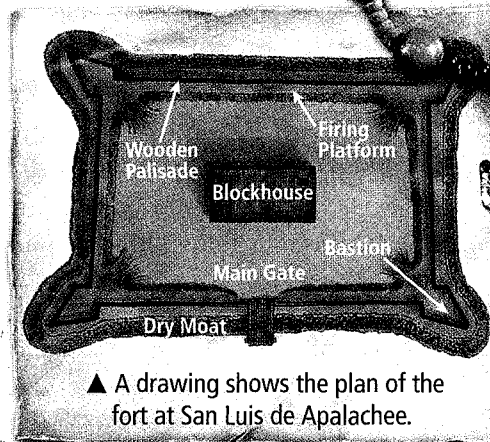 Wooden
Palisade
Firing
Platform
Blockhouse
Bastion
Main Gate
Dry Moat
▲ A drawing shows the plan of the
fort at San Luis de Apalachee.